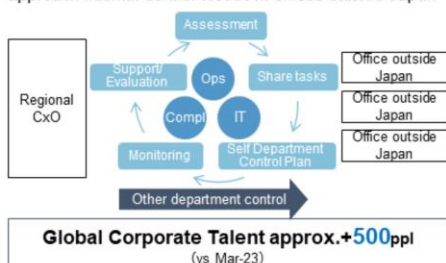 Assessment
Support/
Evaluation
Ops
Share tasks
Office outside
Japan
Regional
CxO
Compl
IT
Office outside
Japan
Monitoring
Self Department
Control Plan
Office outside
Japan
Other department control
Global Corporate Talent approx.+500ppl
(vs Mar-23)